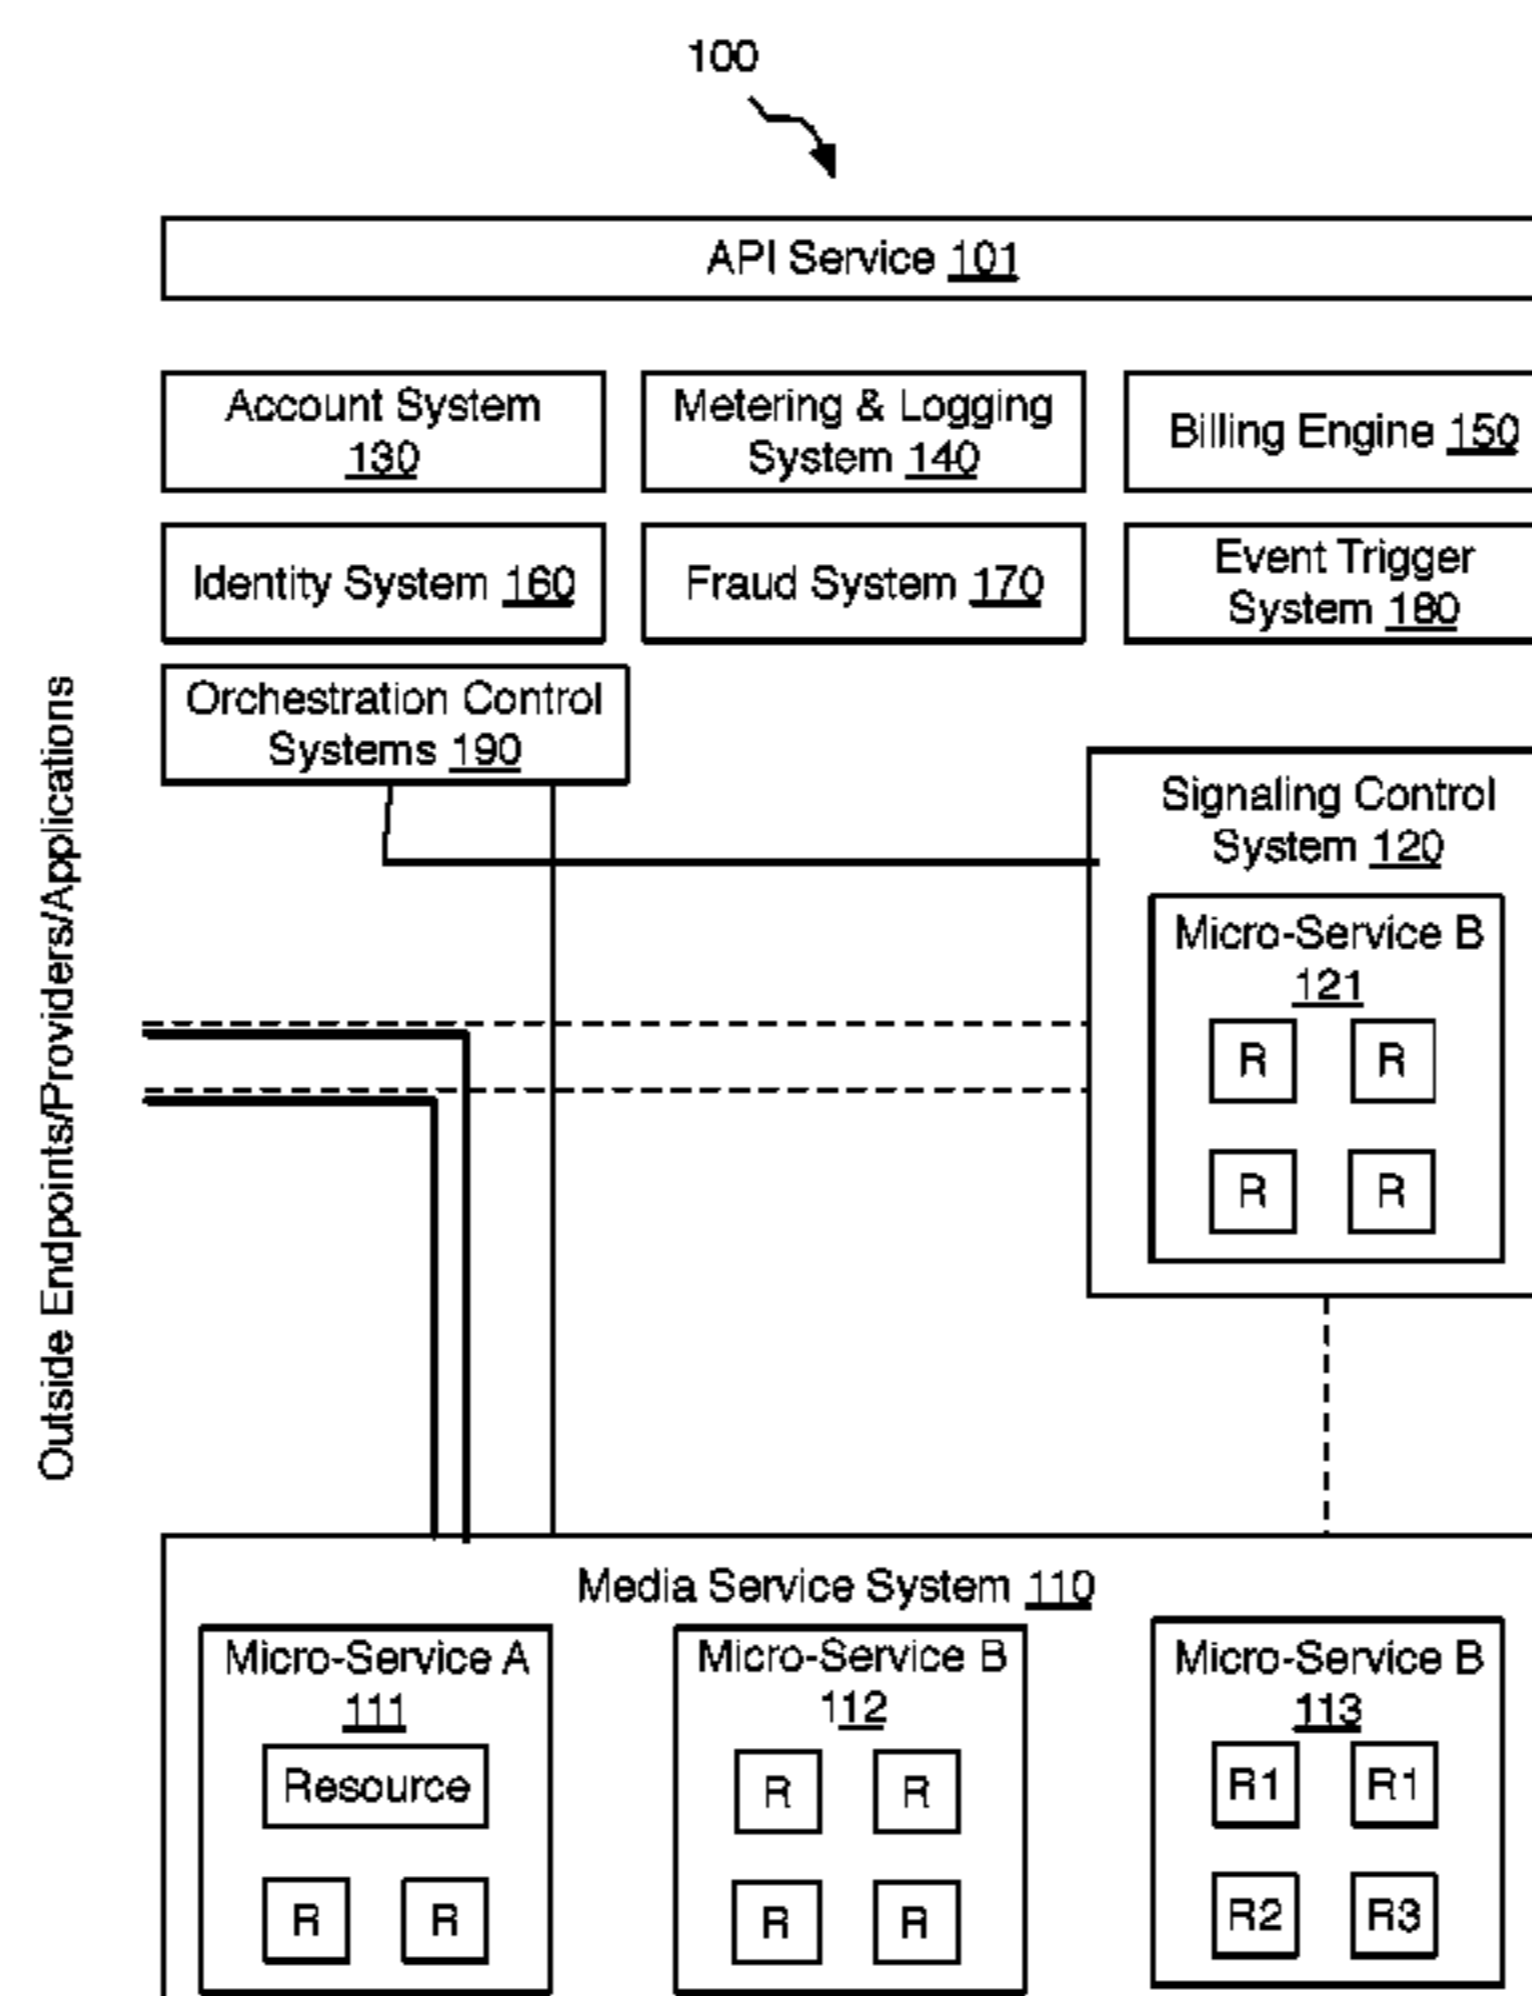 100
API Service 101
Account System
130
Metering & Logging
System 140
Billing Engine 150
Identity System 160
Fraud System 170
Event Trigger
System 180
Orchestration Control
Systems 190
Outside Endpoints/Providers/Applications
Signaling Control
System 120
Micro-Service B
121
R R
R R
Media Service System 110
Micro-Service A
111
Resource
R R
Micro-Service B
112
R R
R R
Micro-Service B
113
R1 R1
R2 R3